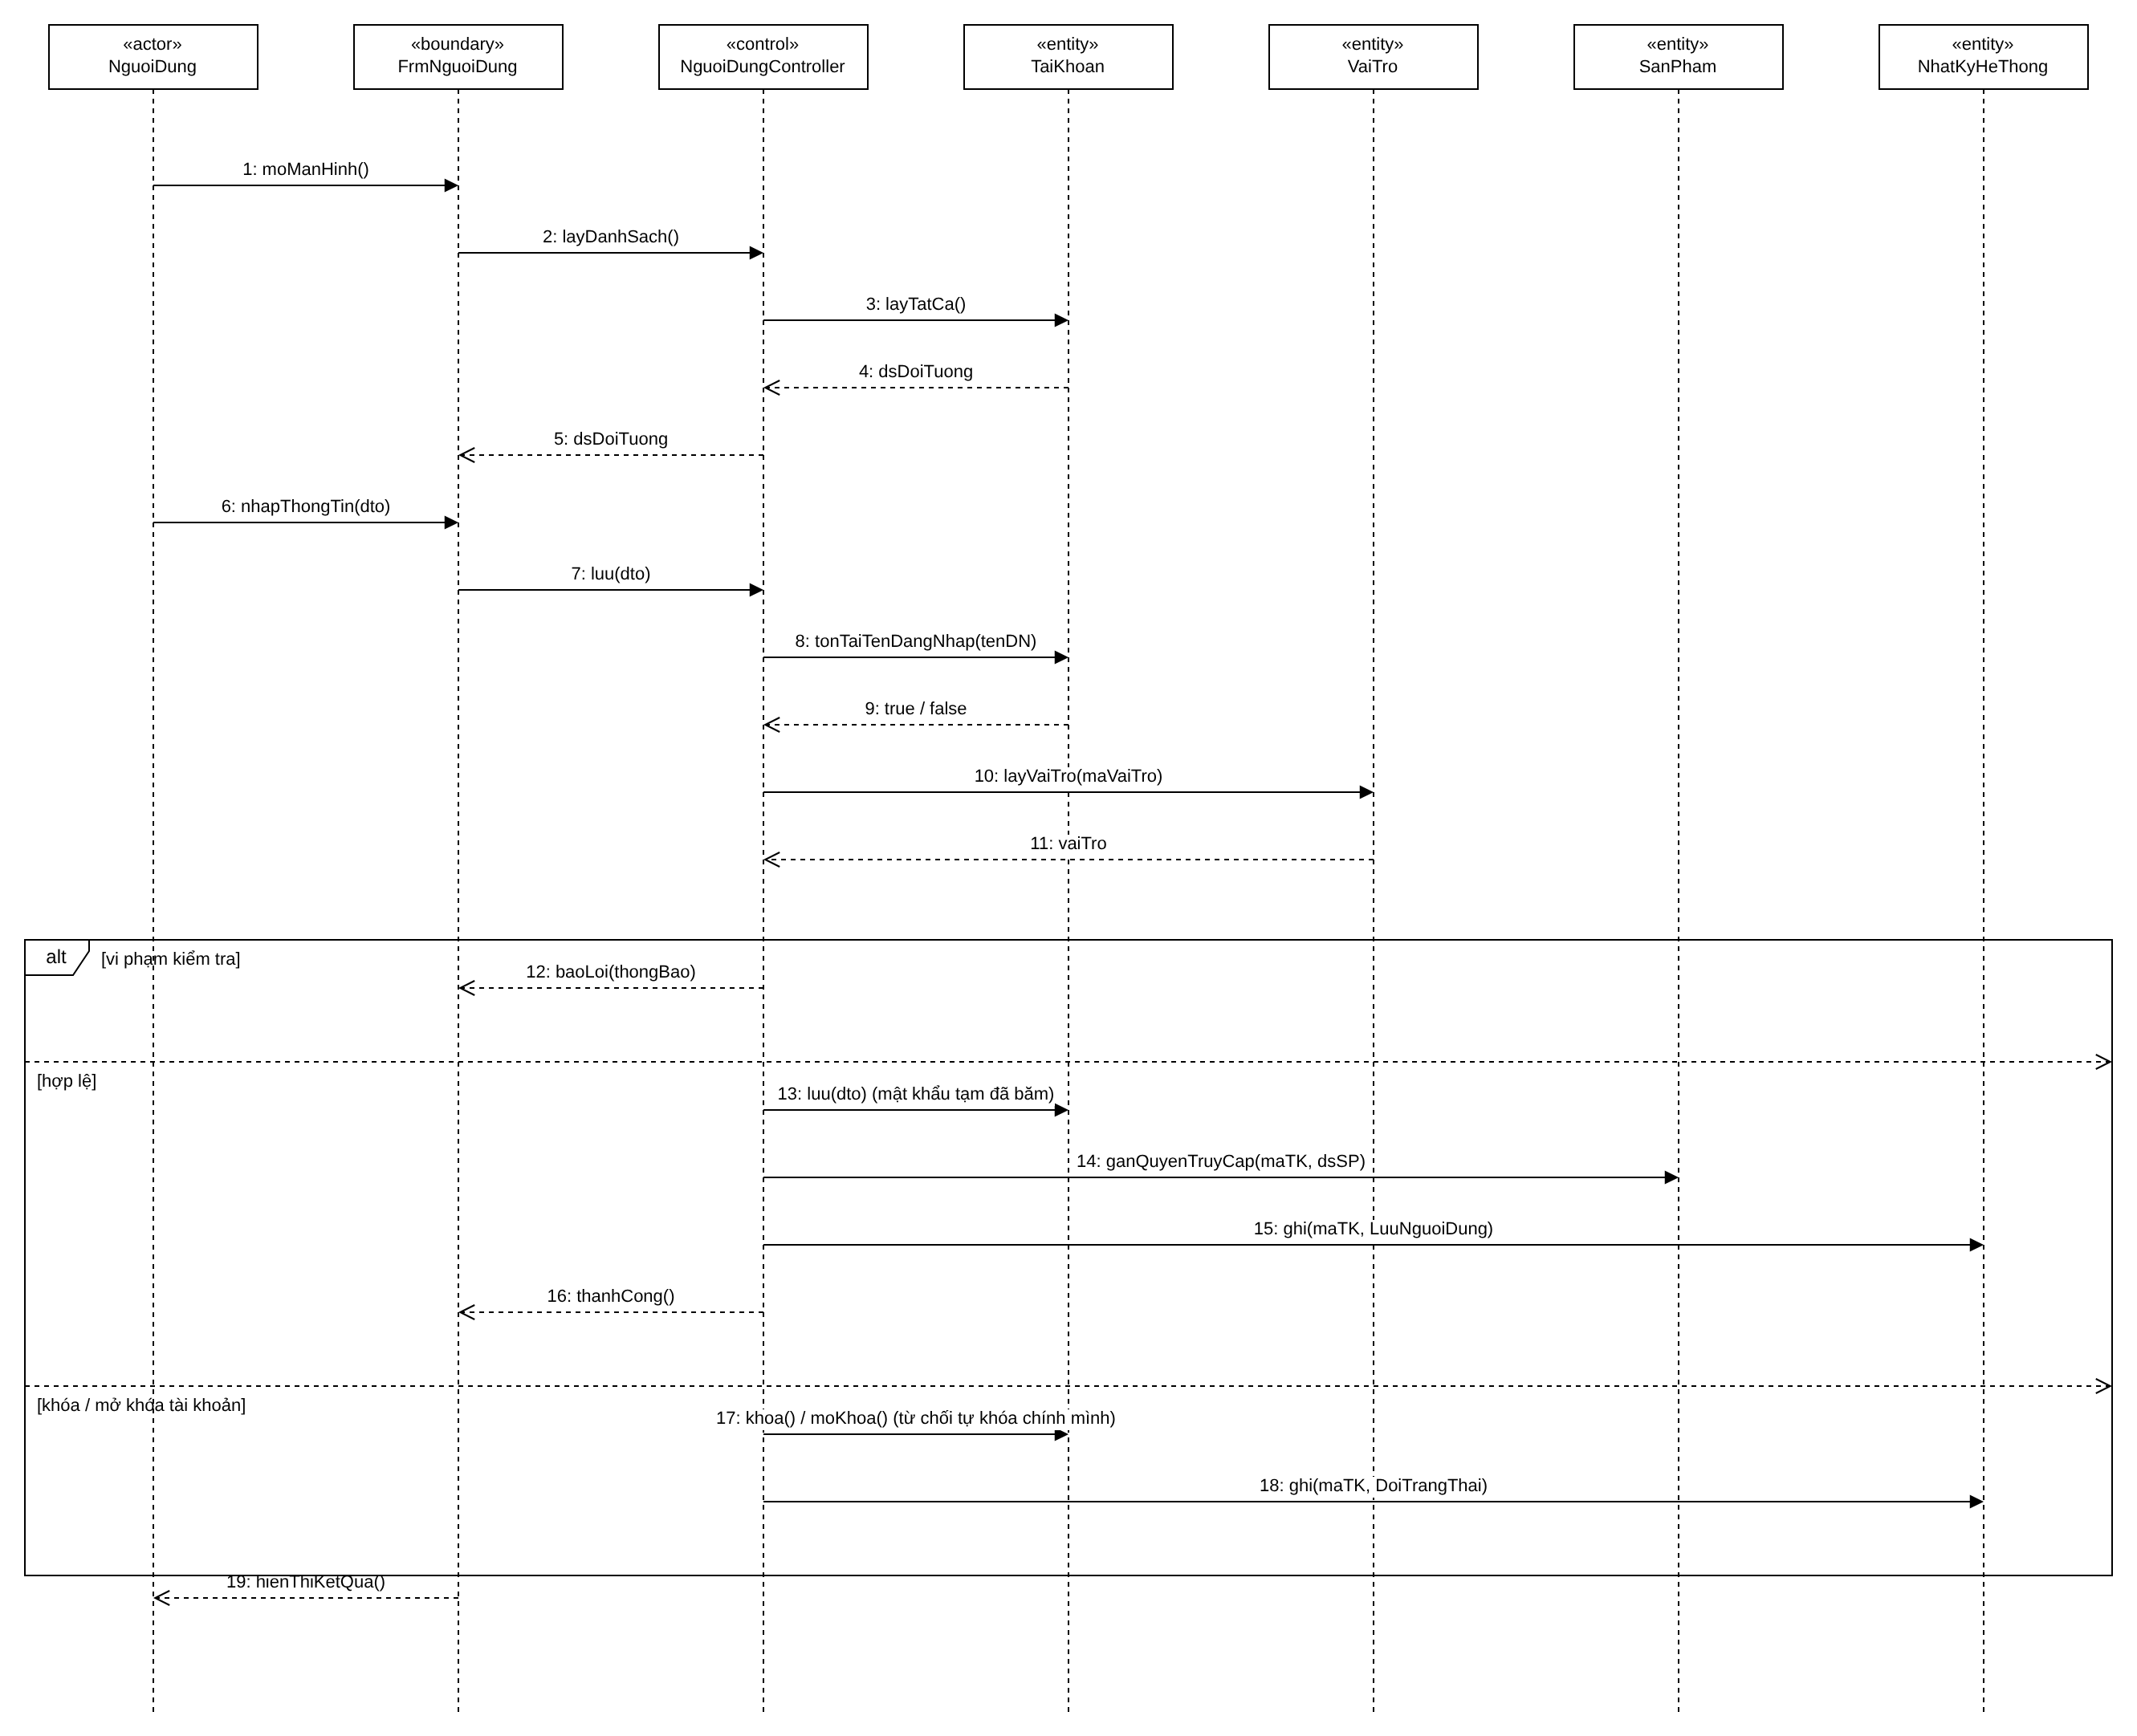 «actor»
NguoiDung
«boundary»
FrmNguoiDung
«control»
NguoiDungController
«entity»
TaiKhoan
«entity»
VaiTro
«entity»
SanPham
«entity»
NhatKyHeThong
1: moManHinh()
2: layDanhSach()
3: layTatCa()
4: dsDoiTuong
5: dsDoiTuong
6: nhapThongTin(dto)
7: luu(dto)
8: tonTaiTenDangNhap(tenDN)
9: true / false
10: layVaiTro(maVaiTro)
11: vaiTro
alt
[vi phạm kiểm tra]
12: baoLoi(thongBao)
[hợp lệ]
13: luu(dto) (mật khẩu tạm đã băm)
14: ganQuyenTruyCap(maTK, dsSP)
15: ghi(maTK, LuuNguoiDung)
16: thanhCong()
[khóa / mở khóa tài khoản]
17: khoa() / moKhoa() (từ chối tự khóa chính mình)
18: ghi(maTK, DoiTrangThai)
19: hienThiKetQua()